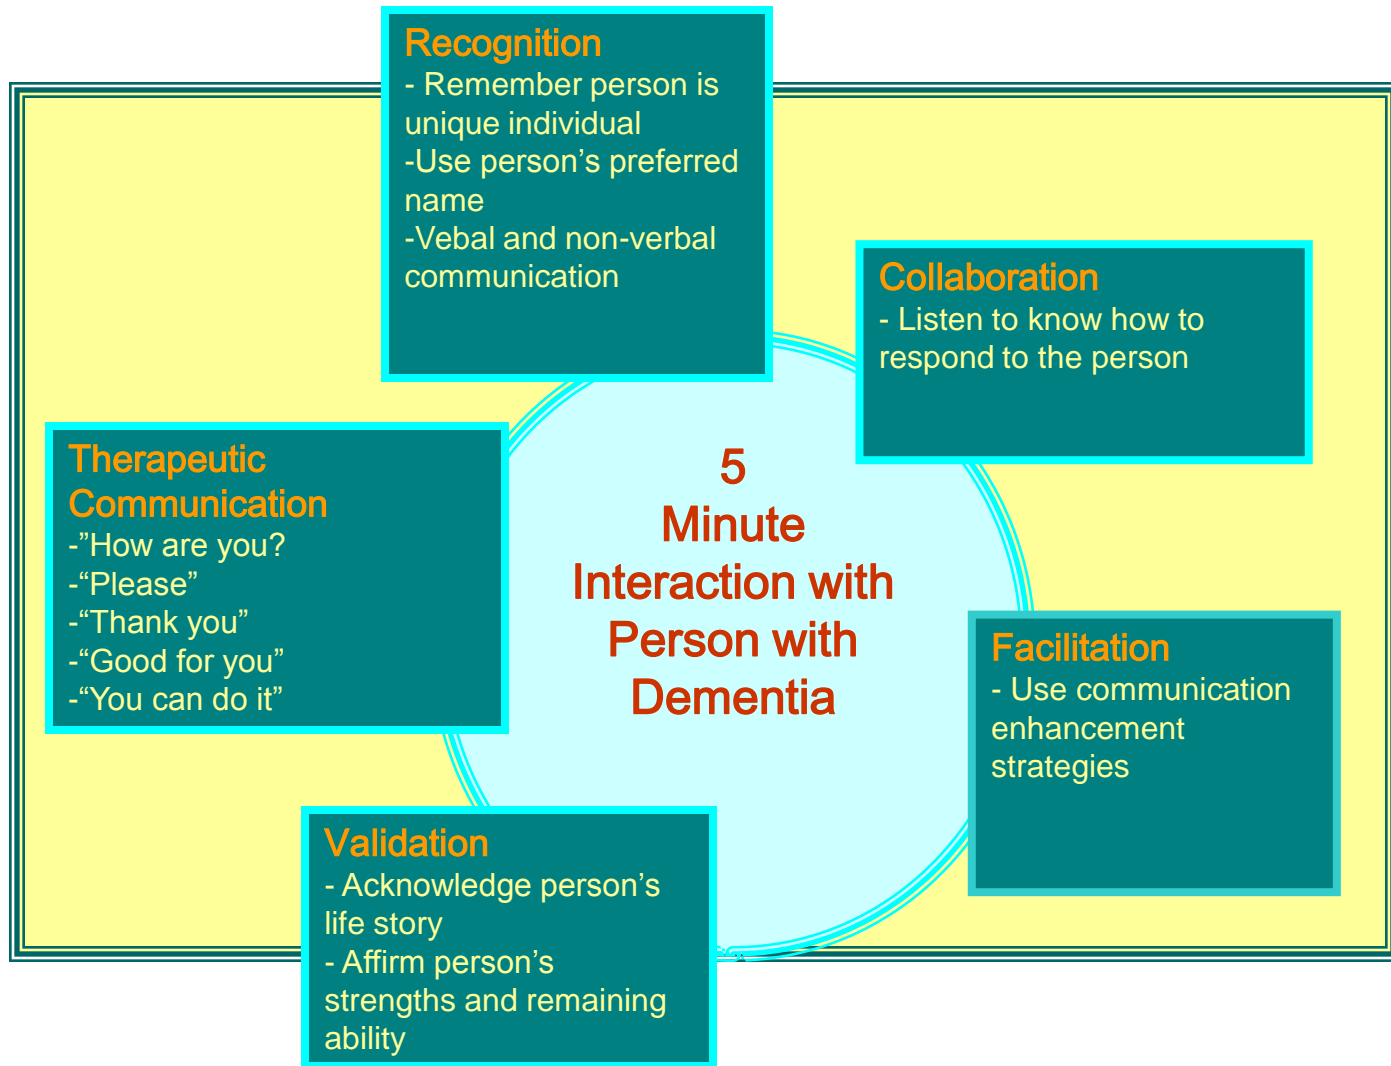 Recognition
- Remember person is
unique individual
-Use person’s preferred
name
-Vebal and non-verbal
communication
Collaboration
- Listen to know how to
respond to the person
Therapeutic
Communication
-”How are you?
-“Please”
-“Thank you”
-“Good for you”
-“You can do it”
5
Minute
Interaction with
Person with
Dementia
Facilitation
- Use communication
enhancement
strategies
Validation
- Acknowledge person’s
life story
- Affirm person’s
strengths and remaining
ability